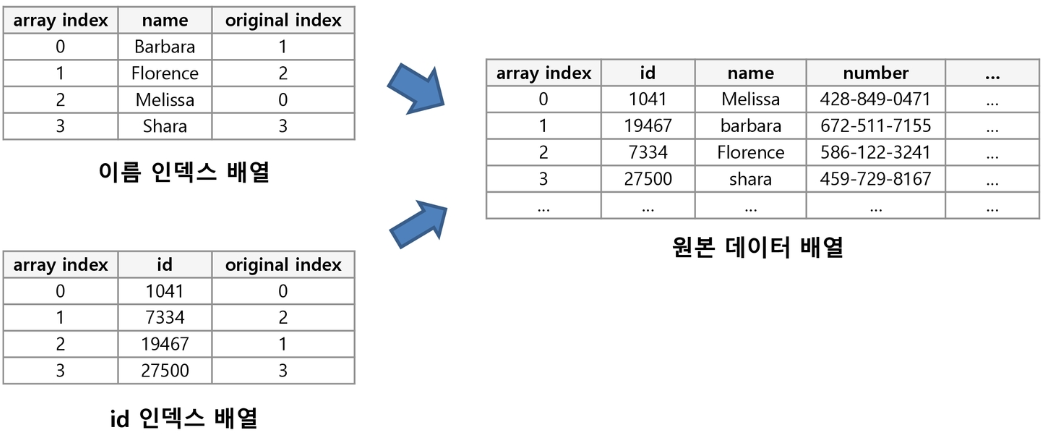 array index name original index
0 Barbara 1
1 Florence 2
2 Melissa 0
3 Shara 3
이름 인덱스 배열
array index id original index
0 1041 0
1 7334 2
2 19467 1
3 27500 3
id 인덱스 배열
array index id name number ...
0 1041 Melissa 428-849-0471 ...
1 19467 barbara 672-511-7155 ...
2 7334 Florence 586-122-3241 ...
3 27500 shara 459-729-8167 ...
... ... ... ... ...
원본 데이터 배열